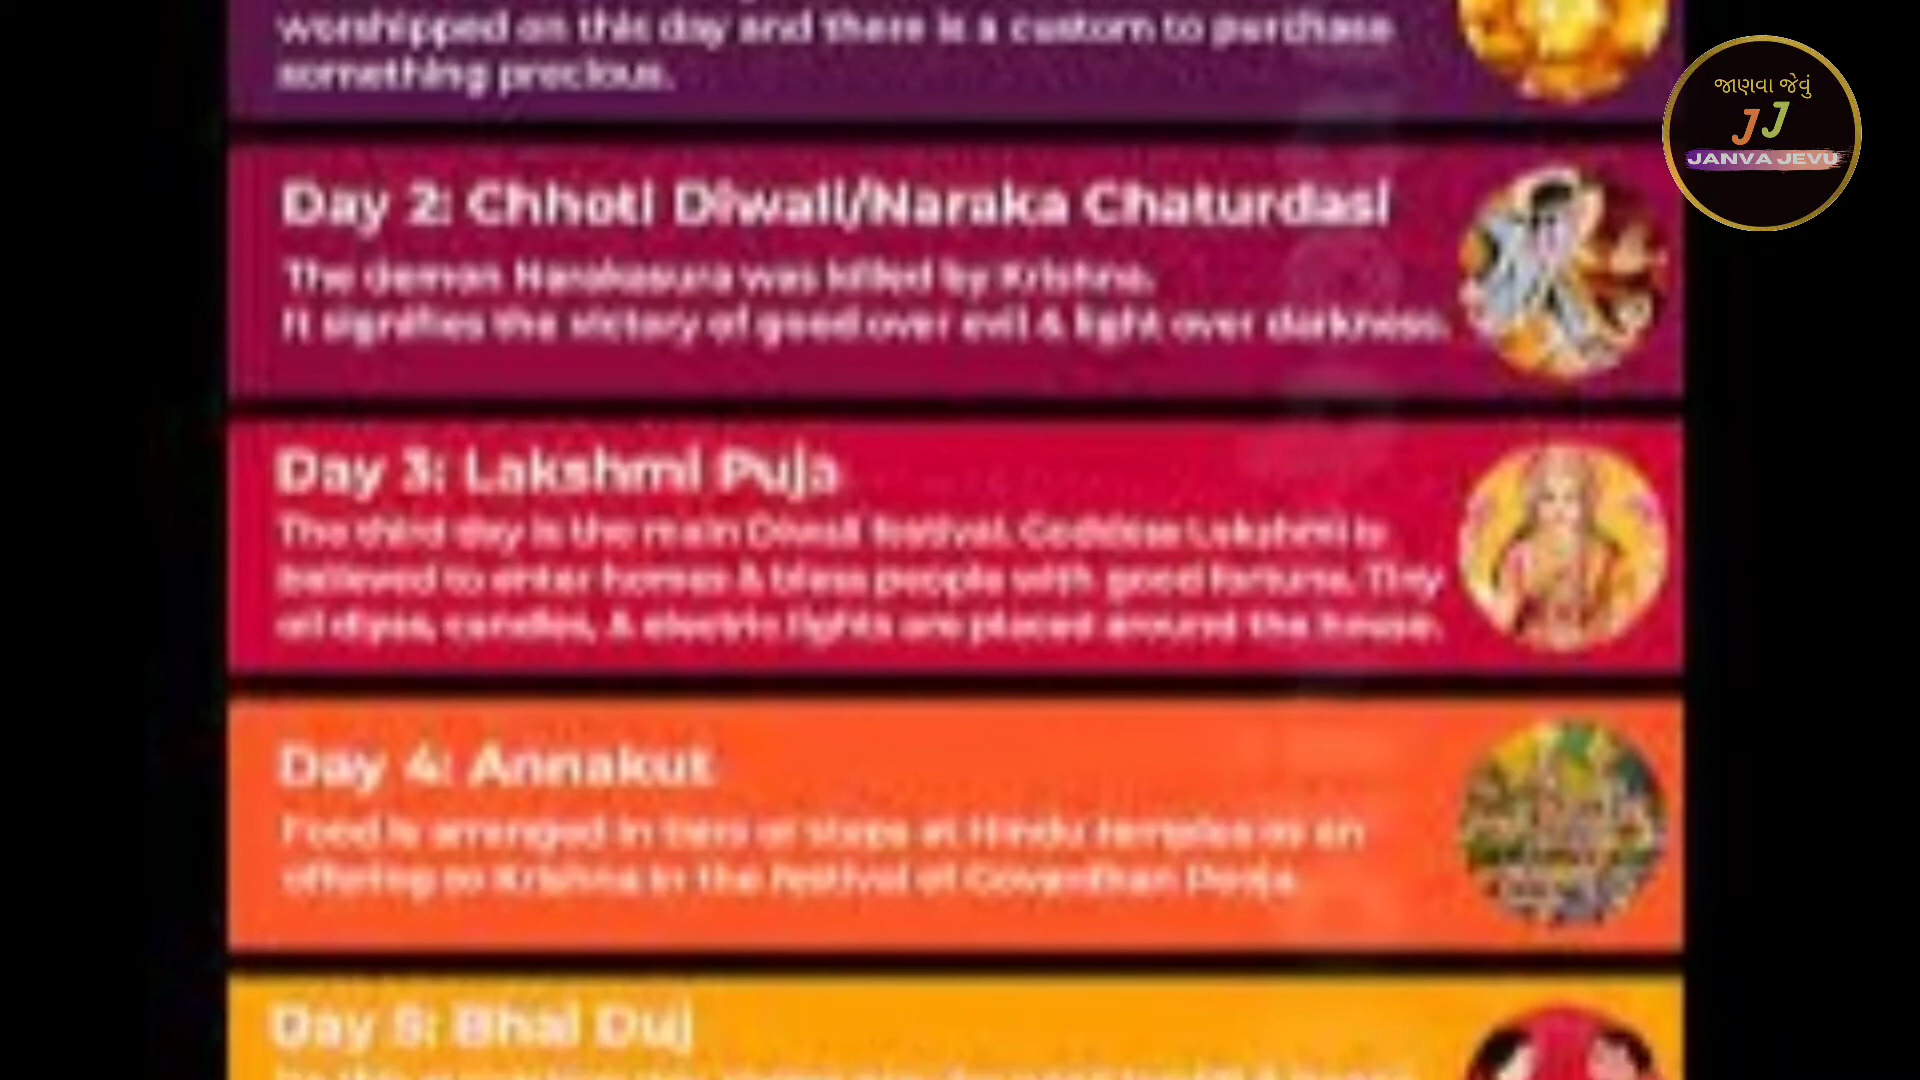 worshipped on this day and there is a custom to purchase
something precious.
જાણવા જેવું
JJ
JANVA JEVU
Day 2: Chhoti Diwali/Naraka Chaturdasi
The demon Narakasura was killed by Krishna.
It signifies the victory of good over evil & light over darkness.
Day 3: Lakshmi Puja
The third day is the main Diwali festival. Goddess Lakshmi is
believed to enter homes & bless people with good fortune. Tiny
oil diyas, candles, & electric lights are placed around the house.
Day 4: Annakut
Food is arranged in tiers or steps at Hindu temples as an
offering to Krishna in the festival of Govardhan Pooja.
Day 5: Bhai Duj